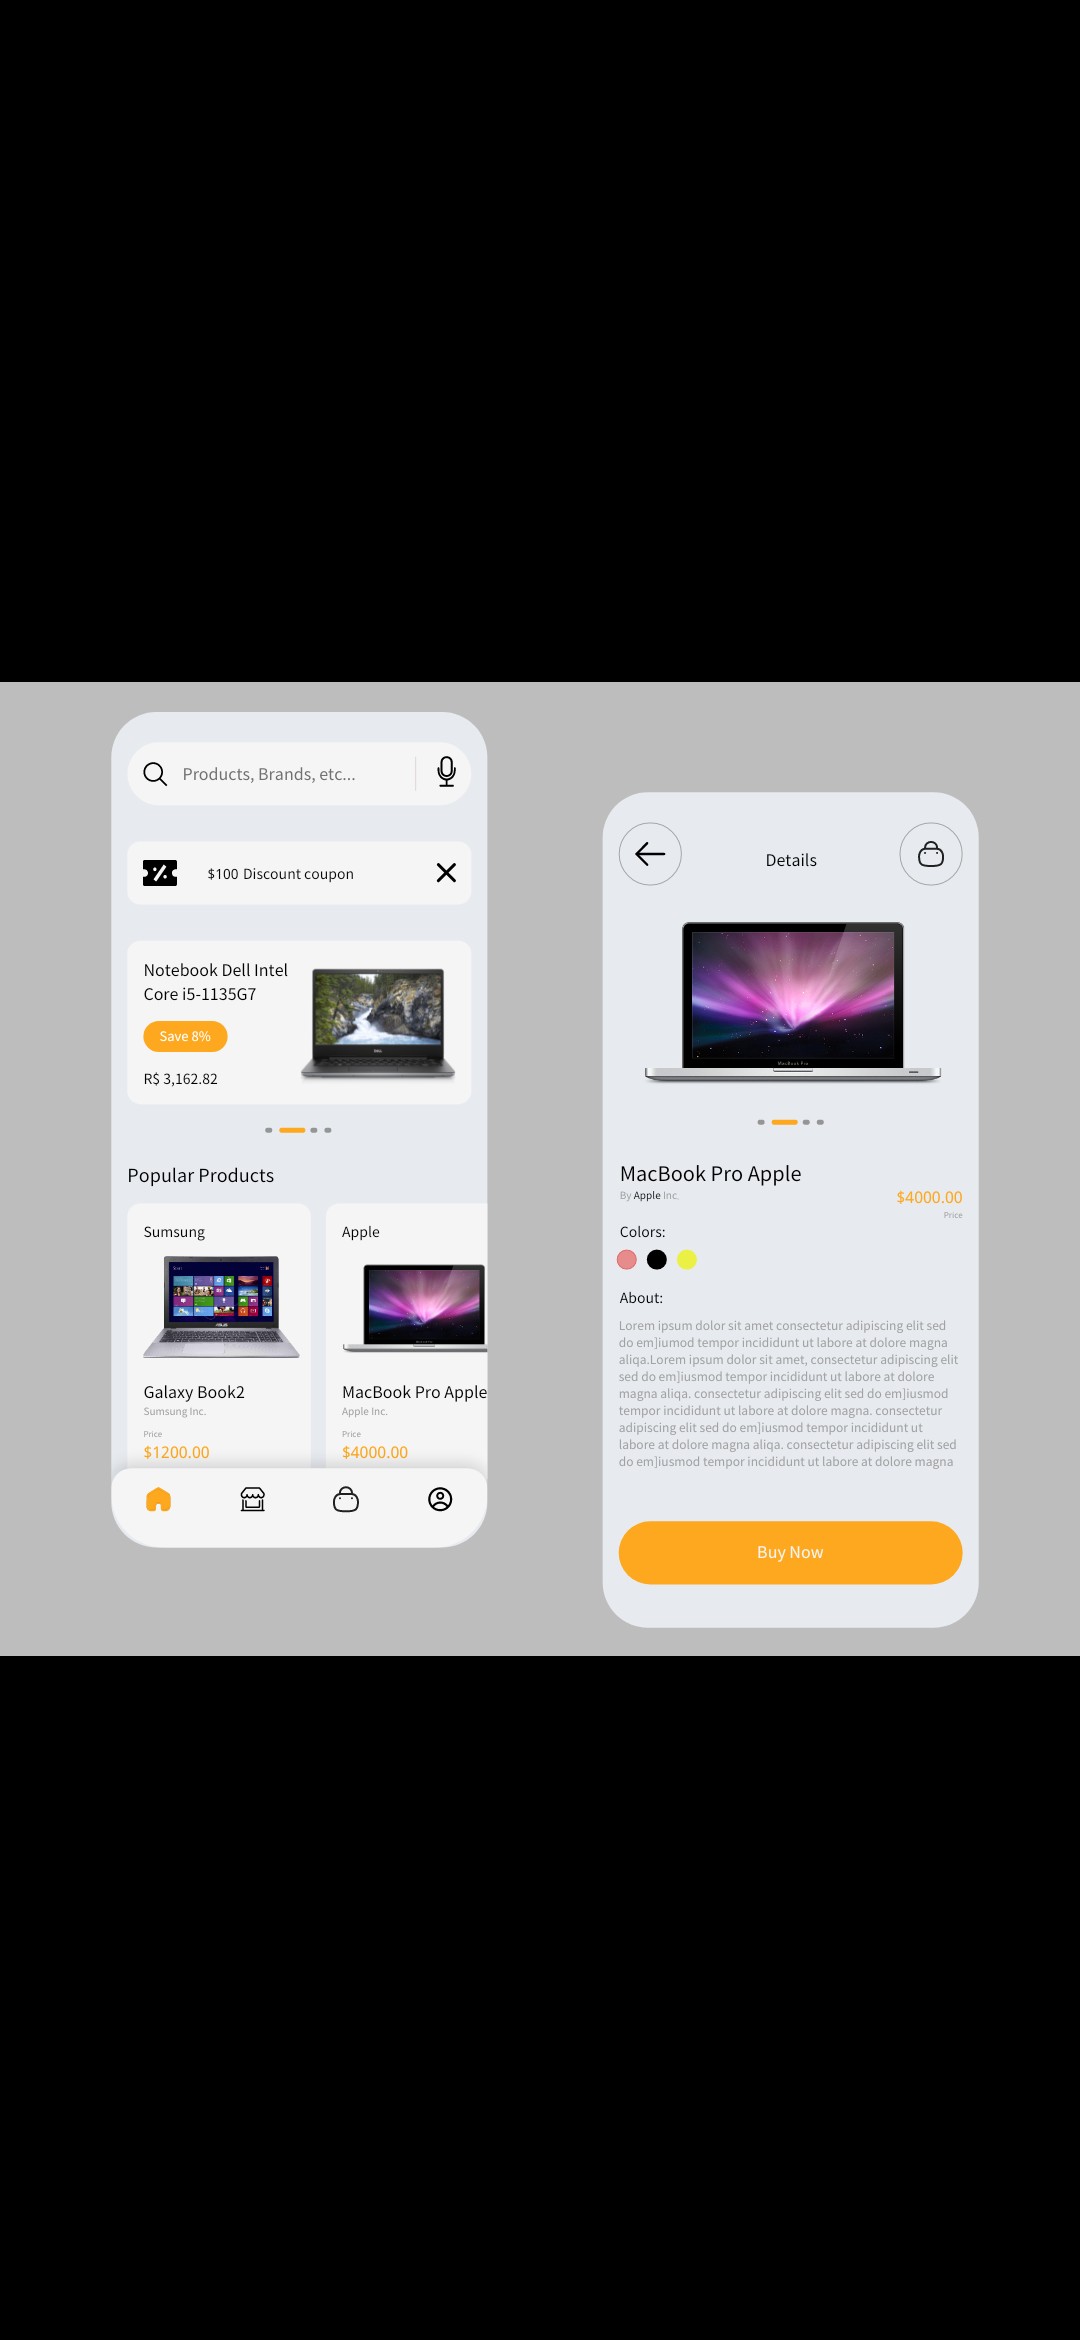 Products, Brands, etc...
$100 Discount coupon
Notebook Dell Intel
Core i5-1135G7
Save 8%
R$ 3,162.82
DELL
Popular Products
Sumsung
Apple
Start
ASUS
Galaxy Book2
Sumsung Inc.
Price
$1200.00
MacBook Pro Apple
Apple Inc.
Price
$4000.00
Details
MacBook Pro
MacBook Pro Apple
By Apple Inc.
$4000.00
Price
Colors:
About:
Lorem ipsum dolor sit amet consectetur adipiscing elit sed
do em]iumod tempor incididunt ut labore at dolore magna
aliqa.Lorem ipsum dolor sit amet, consectetur adipiscing elit
sed do em]iusmod tempor incididunt ut labore at dolore
magna aliqa. consectetur adipiscing elit sed do em]iusmod
tempor incididunt ut labore at dolore magna. consectetur
adipiscing elit sed do em]iusmod tempor incididunt ut
labore at dolore magna aliqa. consectetur adipiscing elit sed
do em]iusmod tempor incididunt ut labore at dolore magna
Buy Now